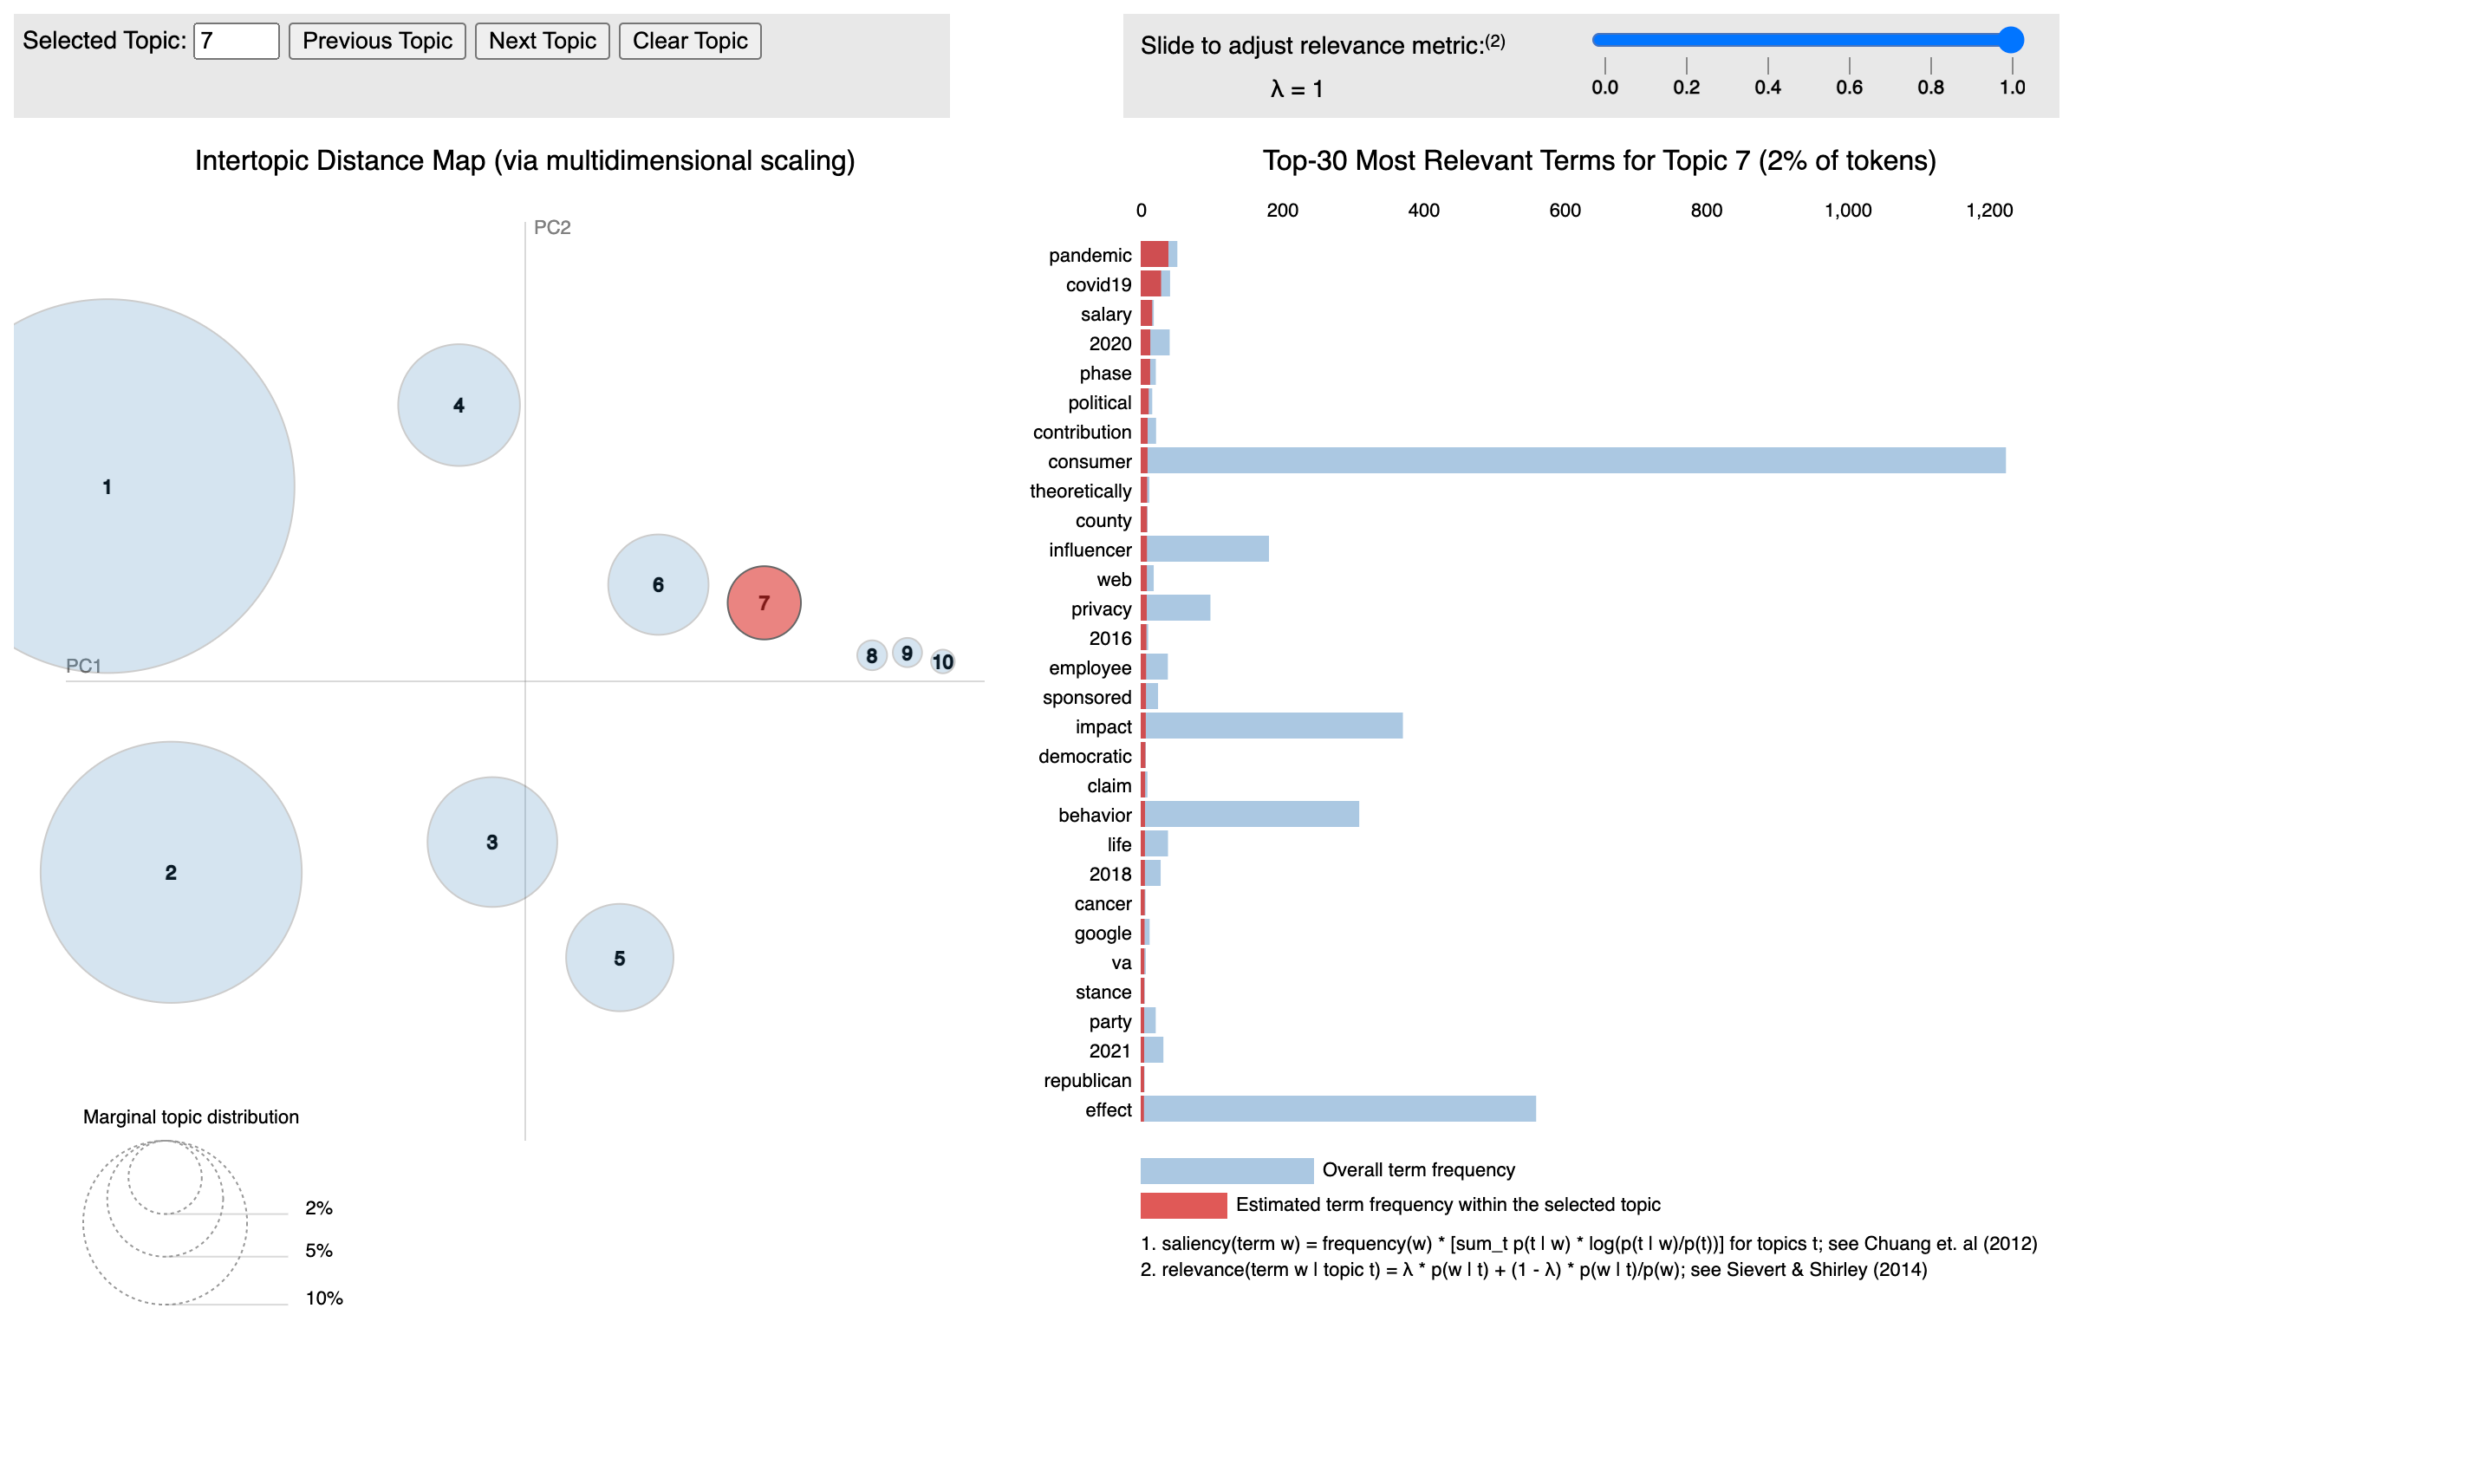 Selected Topic: 7 Previous Topic Next Topic Clear Topic
Slide to adjust relevance metric:(2)
λ = 1
0.0 0.2 0.4 0.6 0.8 1.0
Intertopic Distance Map (via multidimensional scaling)
PC2
PC1
1
4
6
7
8
9
10
2
3
5
Marginal topic distribution
2%
5%
10%
Top-30 Most Relevant Terms for Topic 7 (2% of tokens)
0 200 400 600 800 1,000 1,200
pandemic
covid19
salary
2020
phase
political
contribution
consumer
theoretically
county
influencer
web
privacy
2016
employee
sponsored
impact
democratic
claim
behavior
life
2018
cancer
google
va
stance
party
2021
republican
effect
Overall term frequency
Estimated term frequency within the selected topic
1. saliency(term w) = frequency(w) * [sum_t p(t | w) * log(p(t | w)/p(t))] for topics t; see Chuang et. al (2012)
2. relevance(term w | topic t) = λ * p(w | t) + (1 - λ) * p(w | t)/p(w); see Sievert & Shirley (2014)